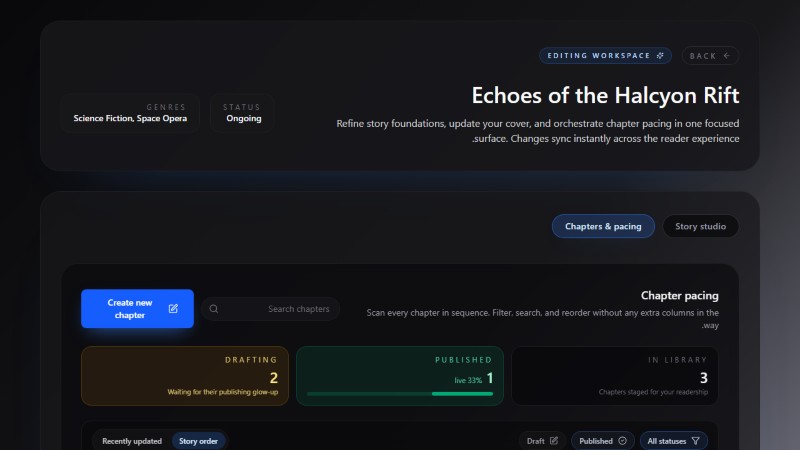 BACK
EDITING WORKSPACE
Echoes of the Halcyon Rift
Refine story foundations, update your cover, and orchestrate chapter pacing in one focused
.surface. Changes sync instantly across the reader experience
STATUS
Ongoing
GENRES
Science Fiction, Space Opera
Story studio
Chapters & pacing
Chapter pacing
Scan every chapter in sequence. Filter, search, and reorder without any extra columns in the
.way
Search chapters
Create new
chapter
IN LIBRARY
3
Chapters staged for your readership
PUBLISHED
live 33% 1
DRAFTING
2
Waiting for their publishing glow-up
All statuses
Published
Draft
Story order
Recently updated